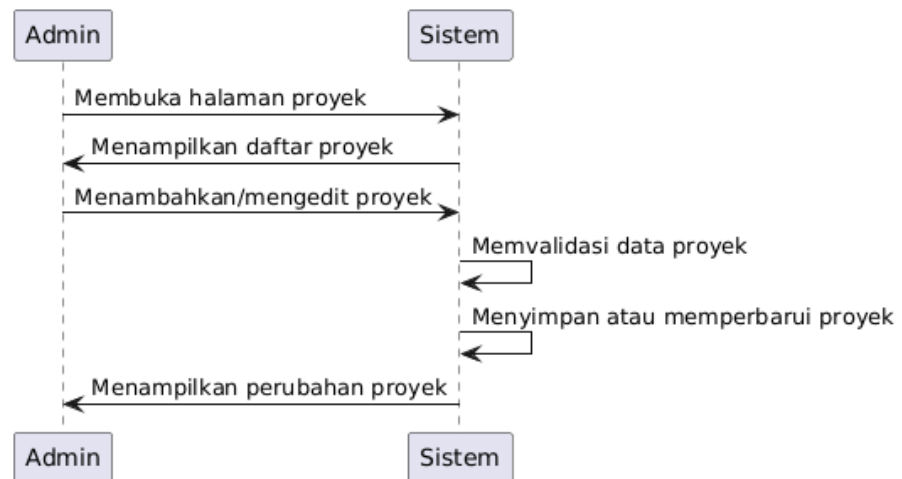 Admin
Sistem
Membuka halaman proyek
Menampilkan daftar proyek
Menambahkan/mengedit proyek
Memvalidasi data proyek
Menyimpan atau memperbarui proyek
Menampilkan perubahan proyek
Admin
Sistem